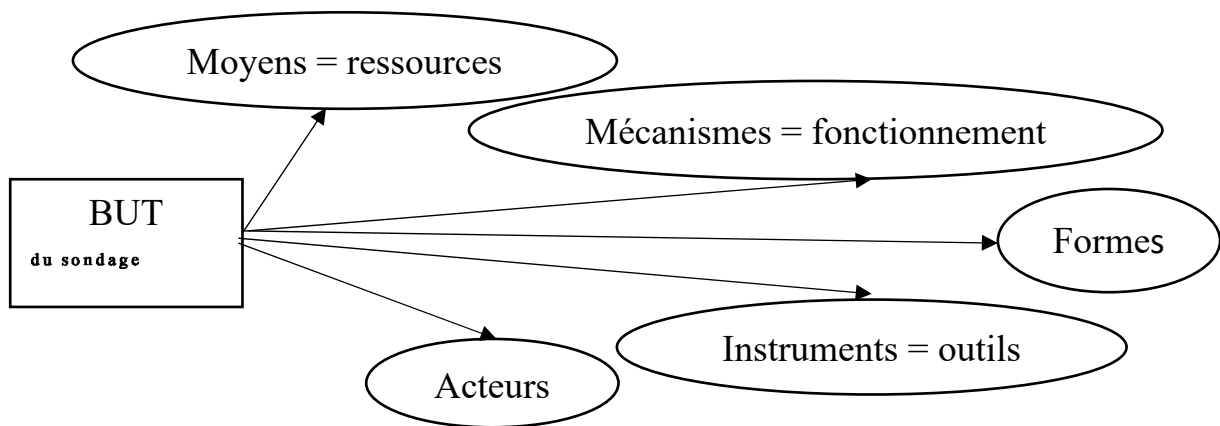 Moyens = ressources
Mécanismes = fonctionnement
BUT
du sondage
Formes
Instruments = outils
Acteurs